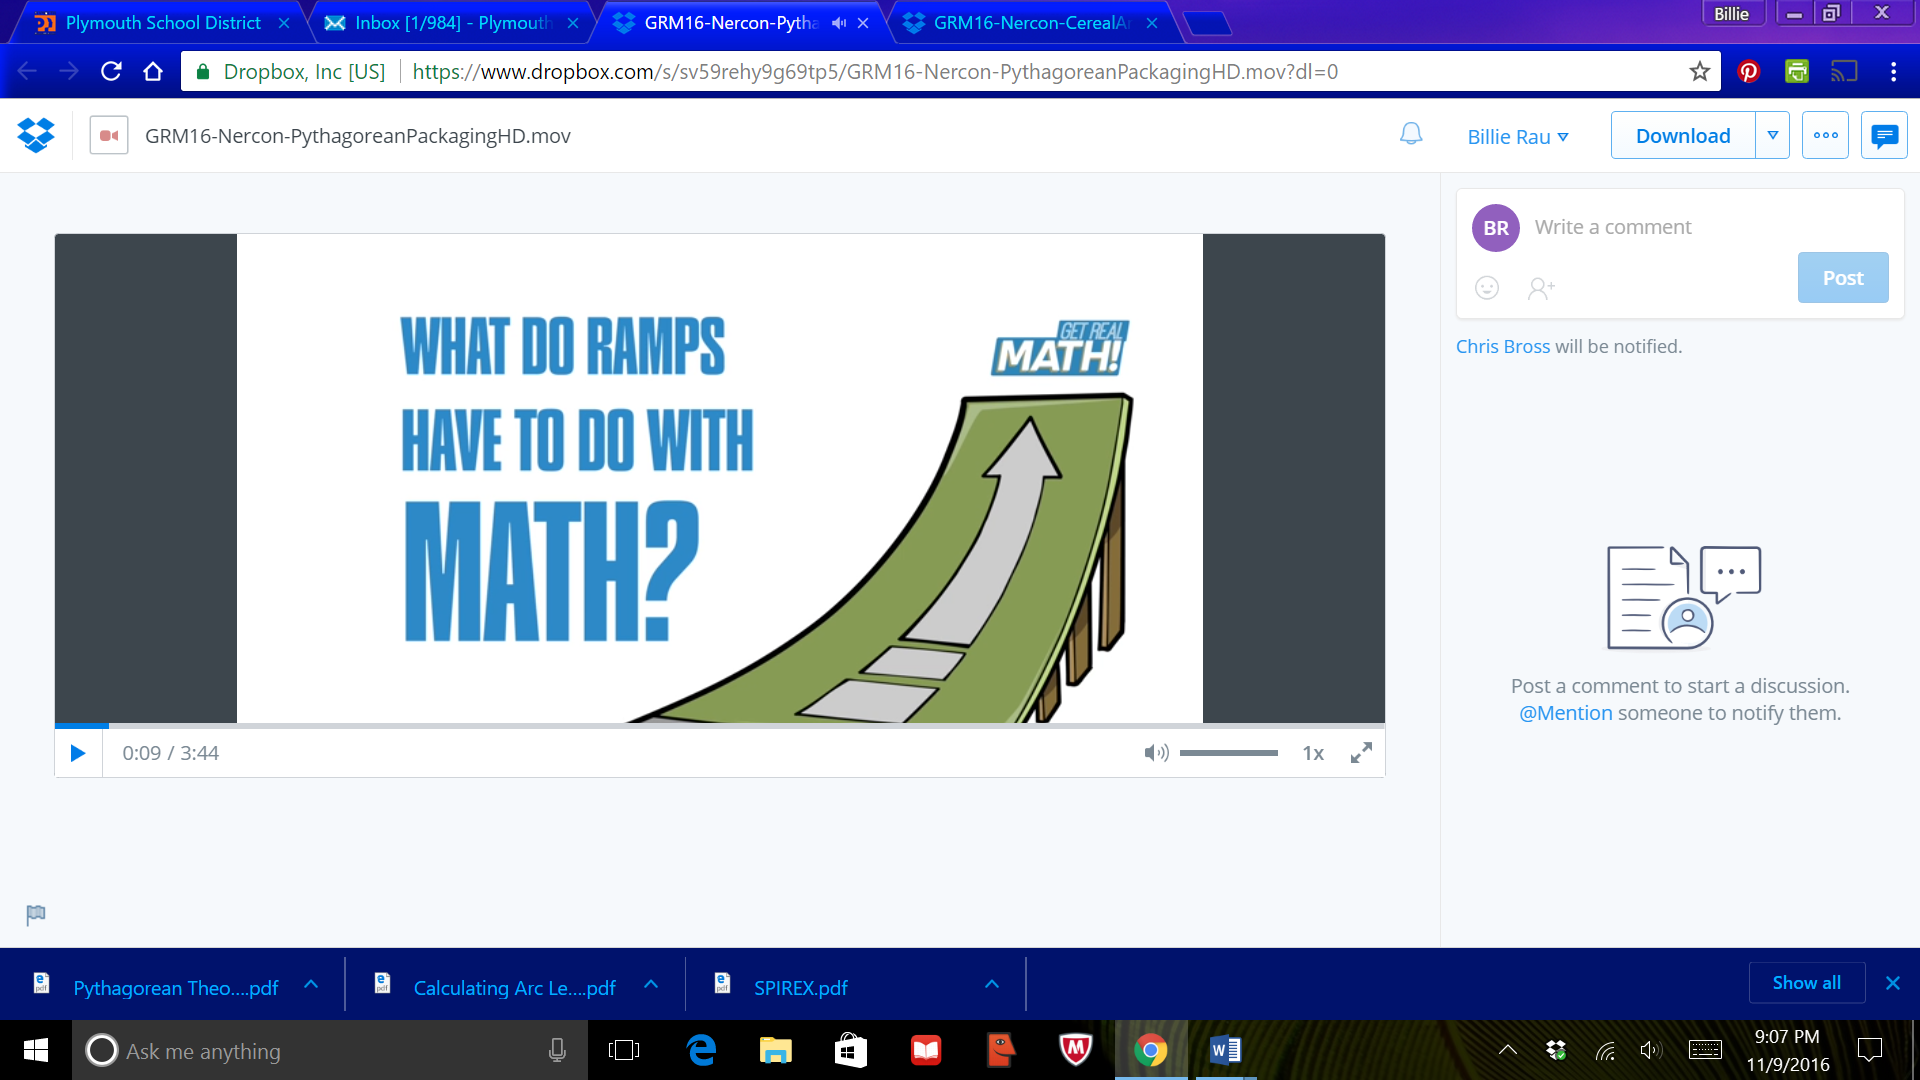 Plymouth School District
Inbox [1/984] - Plymouth
GRM16-Nercon-Pytha
GRM16-Nercon-CerealA
Billie
Dropbox, Inc [US]
https://www.dropbox.com/s/sv59rehy9g69tp5/GRM16-Nercon-PythagoreanPackagingHD.mov?dl=0
GRM16-Nercon-PythagoreanPackagingHD.mov
Billie Rau
Download
BR
Write a comment
Post
Chris Bross will be notified.
WHAT DO RAMPS
HAVE TO DO WITH
MATH?
GET REAL
MATH!
Post a comment to start a discussion.
@Mention someone to notify them.
0:09 / 3:44
1x
Pythagorean Theo....pdf
Calculating Arc Le....pdf
SPIREX.pdf
Show all
Ask me anything
9:07 PM
11/9/2016